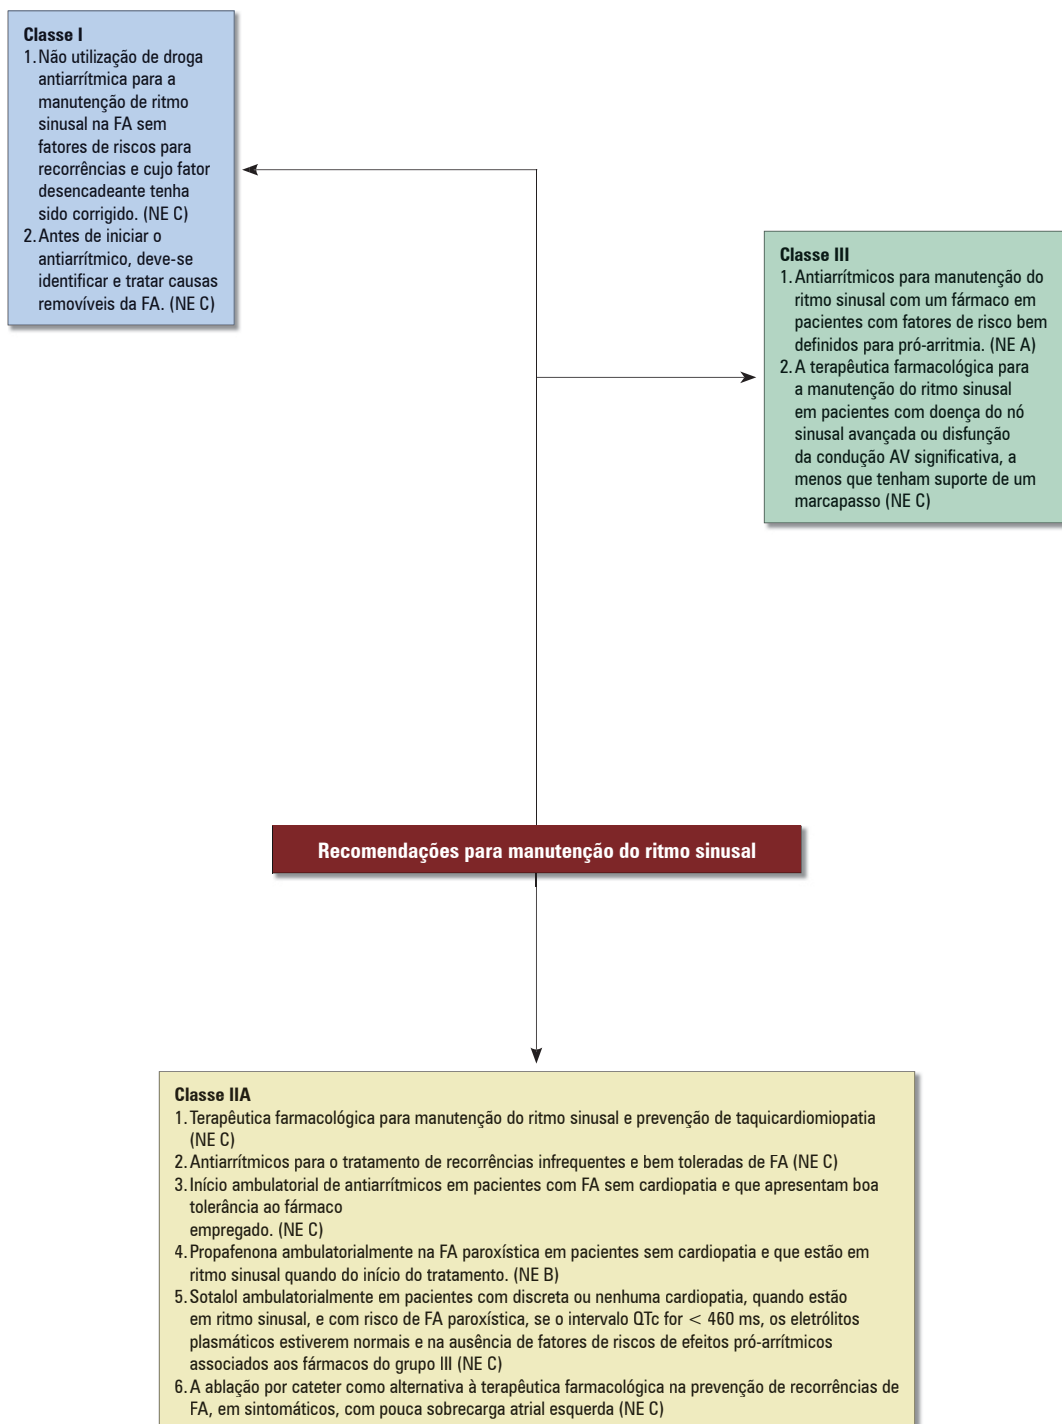 Classe I
1. Não utilização de droga
antiarrítmica para a
manutenção de ritmo
sinusal na FA sem
fatores de riscos para
recorrências e cujo fator
desencadeante tenha
sido corrigido. (NE C)
2. Antes de iniciar o
antiarrítmico, deve-se
identificar e tratar causas
removíveis da FA. (NE C)
Classe III
1. Antiarrítmicos para manutenção do
ritmo sinusal com um fármaco em
pacientes com fatores de risco bem
definidos para pró-arritmia. (NE A)
2. A terapêutica farmacológica para
a manutenção do ritmo sinusal
em pacientes com doença do nó
sinusal avançada ou disfunção
da condução AV significativa, a
menos que tenham suporte de um
marcapasso (NE C)
Recomendações para manutenção do ritmo sinusal
Classe IIA
1. Terapêutica farmacológica para manutenção do ritmo sinusal e prevenção de taquicardiomiopatia
(NE C)
2. Antiarrítmicos para o tratamento de recorrências infrequentes e bem toleradas de FA (NE C)
3. Início ambulatorial de antiarrítmicos em pacientes com FA sem cardiopatia e que apresentam boa
tolerância ao fármaco
empregado. (NE C)
4. Propafenona ambulatorialmente na FA paroxística em pacientes sem cardiopatia e que estão em
ritmo sinusal quando do início do tratamento. (NE B)
5. Sotalol ambulatorialmente em pacientes com discreta ou nenhuma cardiopatia, quando estão
em ritmo sinusal, e com risco de FA paroxística, se o intervalo QTc for < 460 ms, os eletrólitos
plasmáticos estiverem normais e na ausência de fatores de riscos de efeitos pró-arrítmicos
associados aos fármacos do grupo III (NE C)
6. A ablação por cateter como alternativa à terapêutica farmacológica na prevenção de recorrências de
FA, em sintomáticos, com pouca sobrecarga atrial esquerda (NE C)